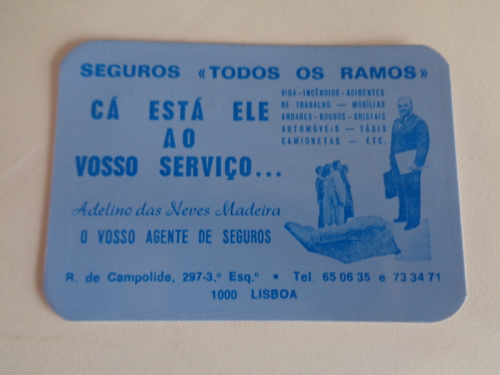 SEGUROS «TODOS OS RAMOS»
CÁ ESTÁ ELE
AO
VOSSO SERVIÇO...
VIDA - INCÊNDIOS - ACIDENTES
DE TRABALHO — MOBÍLIAS
ANDARES - ROUBOS - CRISTAIS
AUTOMÓVEIS — TÁXIS
CAMIONETAS — ETC.
Adelino das Neves Madeira
O VOSSO AGENTE DE SEGUROS
R. de Campolide, 297-3.º Esq.º • Tel. 65 06 35 e 73 34 71
1000 LISBOA